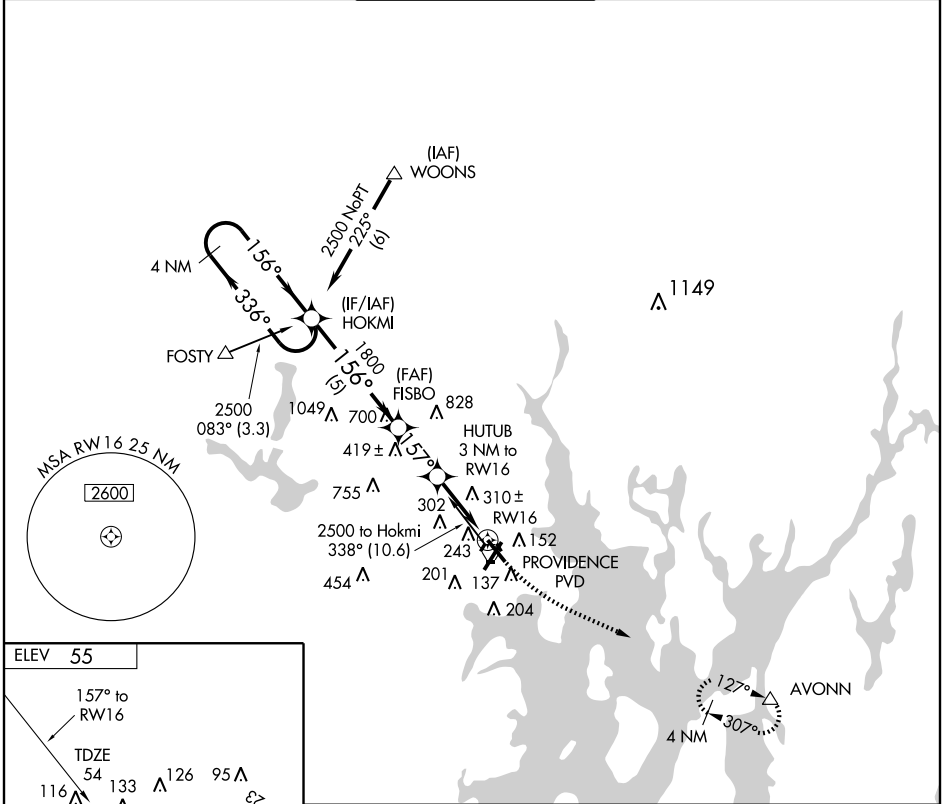 (IAF)
WOONS
2500 NoPT
225°
(6)
4 NM
156°
336°
(IF/IAF)
HOKMI
1149
FOSTY
1800
156°
(5)
(FAF)
FISBO
2500
083° (3.3)
1049
700
828
419 ±
157°
HUTUB
3 NM to
RW16
MSA RW16 25 NM
2600
755
302
310 ±
RW16
2500 to Hokmi
338° (10.6)
243
152
PROVIDENCE
PVD
454
201
137
204
127°
AVONN
307°
4 NM
ELEV 55
157° to
RW16
TDZE
54
116
133
126
95
23